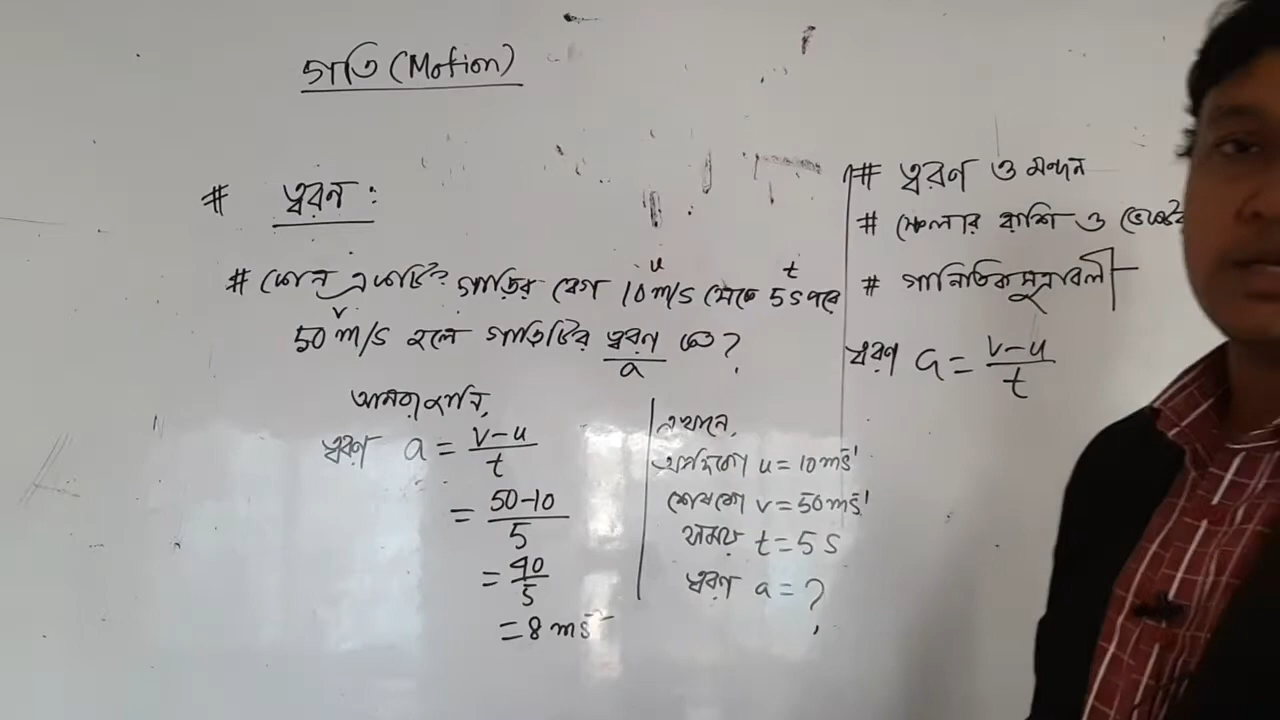 গতি (Motion)
# ত্বরণ :
# কোন একটি গাড়ির বেগ 10 m/s থেকে 5 s পরে
u t
50 m/s হলে গাড়িটির ত্বরণ কত?
v a
আমরা জানি,
ত্বরণ a = v-u / t
= 50-10 / 5
= 40 / 5
= 8 ms⁻²
এখানে,
আদিবেগ u = 10 ms⁻¹
শেষবেগ v = 50 ms⁻¹
সময় t = 5 s
ত্বরণ a = ?
# ত্বরণ ও মন্দন
# স্কেলার রাশি ও
# গানিতিক সূত্রাবলী
ত্বরণ a = v-u / t